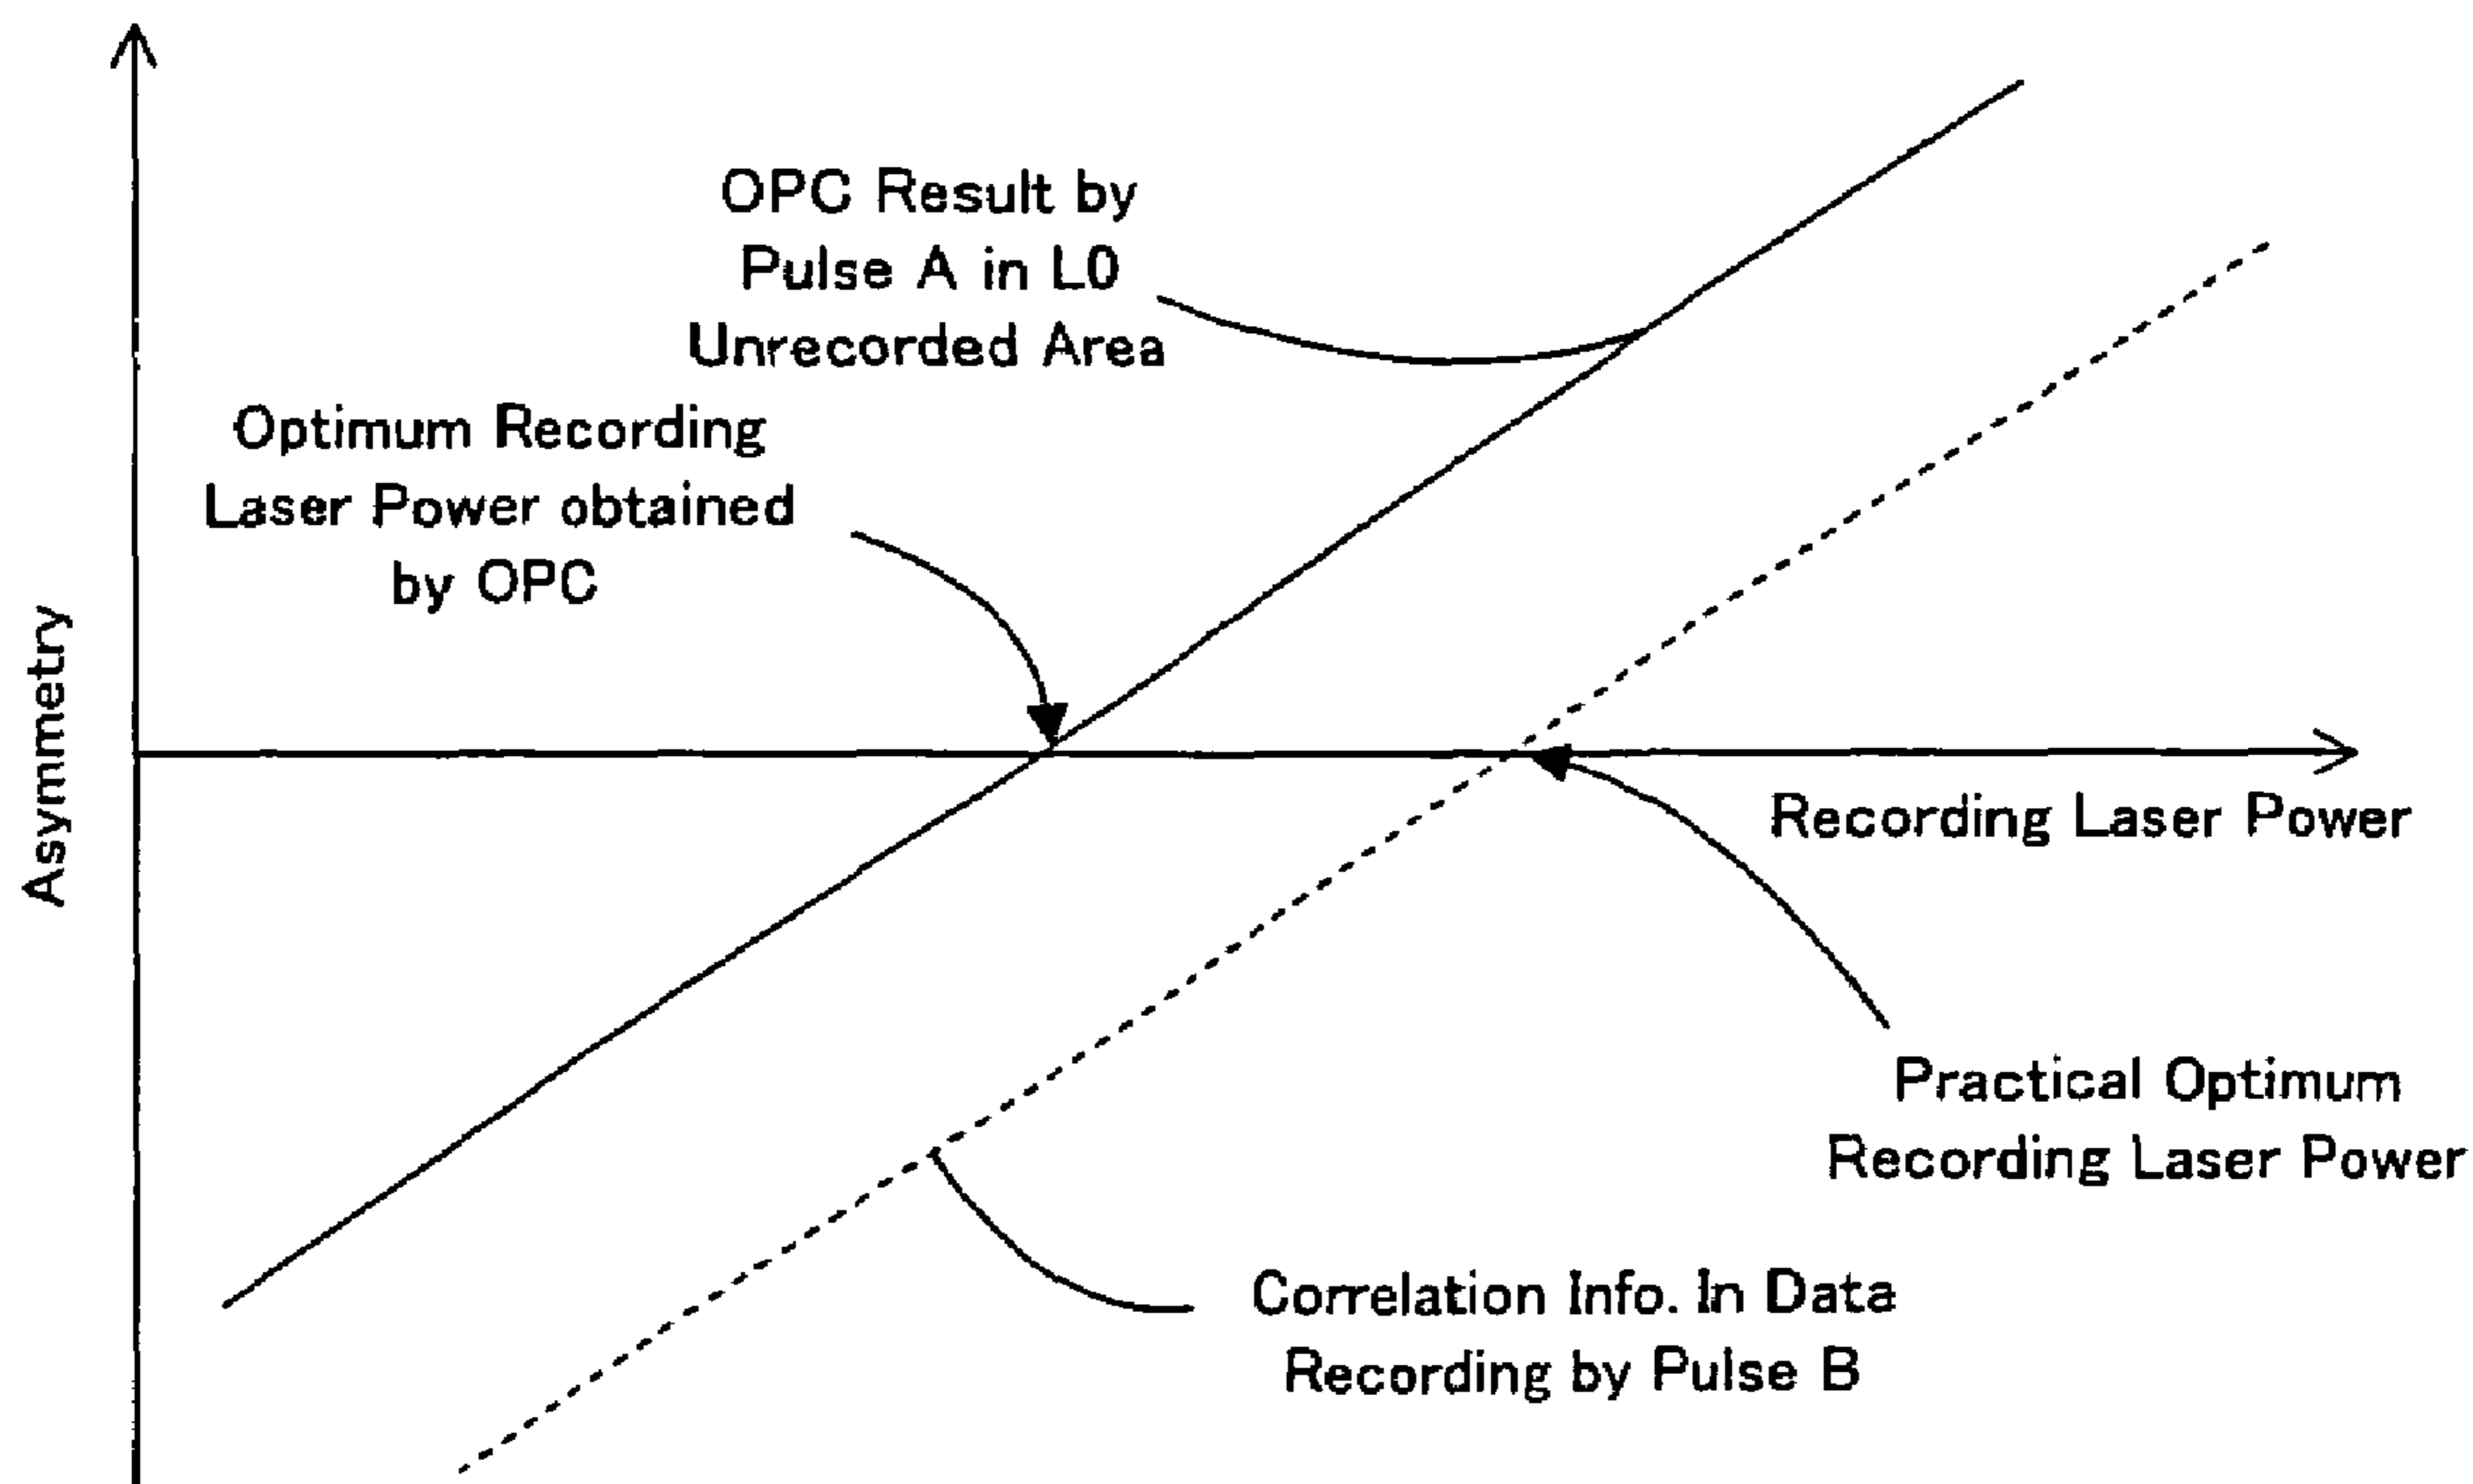 OPC Result by
Pulse A in L0
Unrecorded Area
Optimum Recording
Laser Power obtained
by OPC
Asymmetry
Recording Laser Power
Practical Optimum
Recording Laser Power
Correlation Info. In Data
Recording by Pulse B